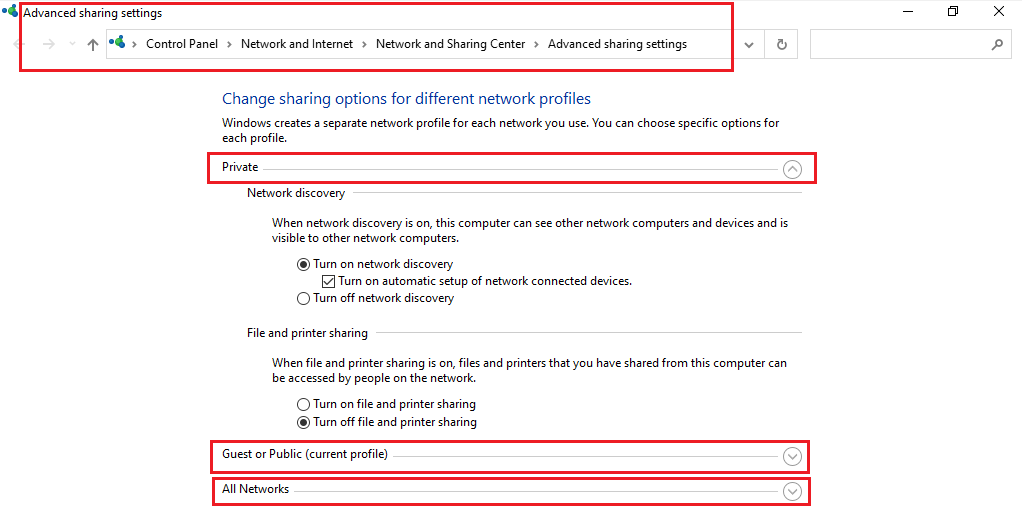 Advanced sharing settings
Control Panel > Network and Internet > Network and Sharing Center > Advanced sharing settings
Change sharing options for different network profiles
Windows creates a separate network profile for each network you use. You can choose specific options for
each profile.
Private
Network discovery
When network discovery is on, this computer can see other network computers and devices and is
visible to other network computers.
Turn on network discovery
Turn on automatic setup of network connected devices.
Turn off network discovery
File and printer sharing
When file and printer sharing is on, files and printers that you have shared from this computer can
be accessed by people on the network.
Turn on file and printer sharing
Turn off file and printer sharing
Guest or Public (current profile)
All Networks